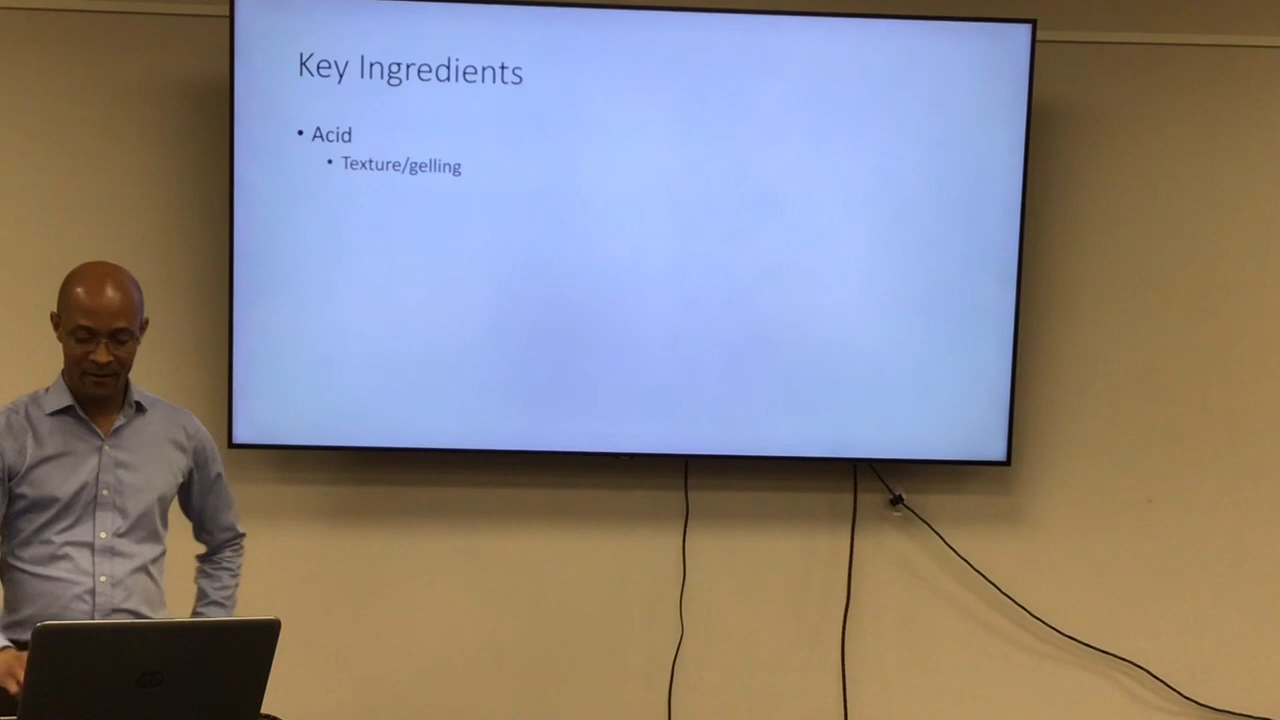 Key Ingredients
• Acid
• Texture/gelling